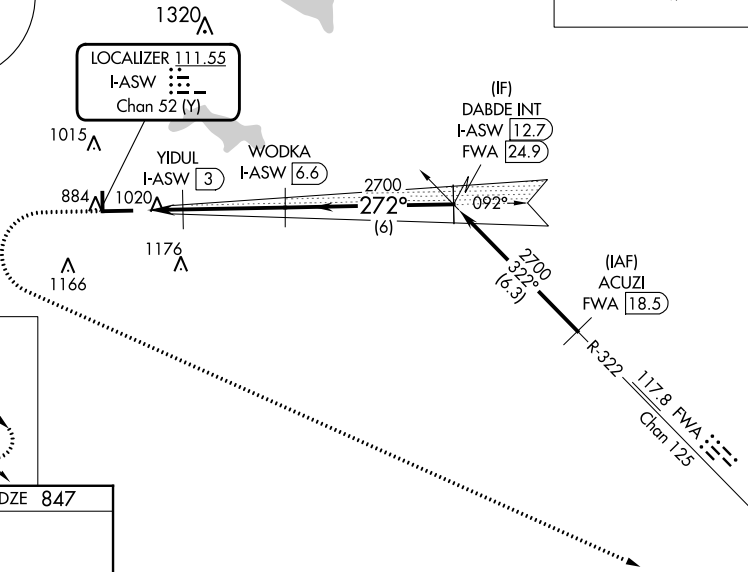 1320
LOCALIZER 111.55
I-ASW
Chan 52 (Y)
1015
YIDUL
I-ASW 3
WODKA
I-ASW 6.6
(IF)
DABDE INT
I-ASW 12.7
FWA 24.9
884
1020
2700
272°
(6)
092°
1176
1166
2700
322°
(6.3)
(IAF)
ACUZI
FWA 18.5
R-322
117.8 FWA
Chan 125
DZE 847